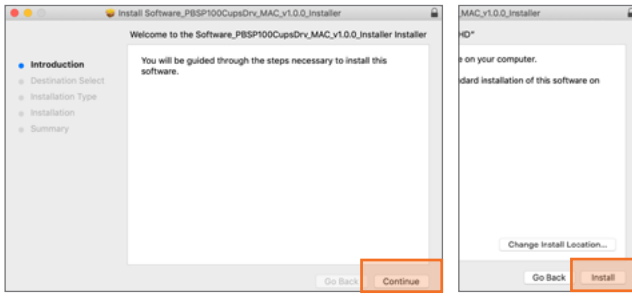 Install Software_PBSP100CupsDrv_MAC_v1.0.0_Installer
Welcome to the Software_PBSP100CupsDrv_MAC_v1.0.0_Installer Installer
Introduction
Destination Select
Installation Type
Installation
Summary
You will be guided through the steps necessary to install this
software.
Go Back
Continue
_MAC_v1.0.0_Installer
HD"
e on your computer.
dard installation of this software on
Change Install Location...
Go Back
Install